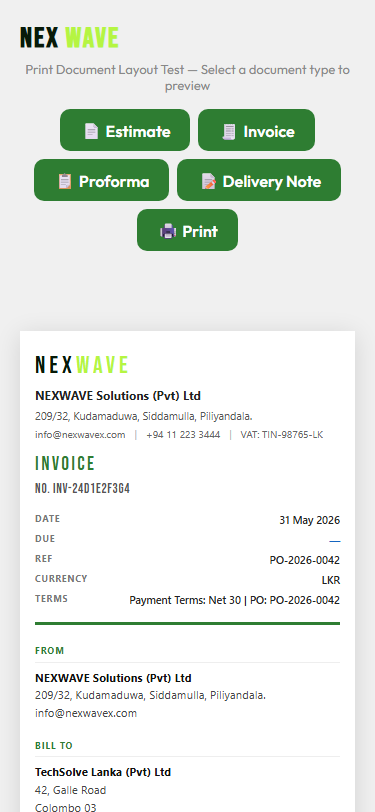 NEX WAVE
Print Document Layout Test — Select a document type to
preview
Estimate
Invoice
Proforma
Delivery Note
Print
NEXWAVE
NEXWAVE Solutions (Pvt) Ltd
209/32, Kudamaduwa, Siddamulla, Piliyandala.
info@nexwavex.com | +94 11 223 3444 | VAT: TIN-98765-LK
INVOICE
NO. INV-24D1E2F3G4
DATE 31 May 2026
DUE —
REF PO-2026-0042
CURRENCY LKR
TERMS Payment Terms: Net 30 | PO: PO-2026-0042
FROM
NEXWAVE Solutions (Pvt) Ltd
209/32, Kudamaduwa, Siddamulla, Piliyandala.
info@nexwavex.com
BILL TO
TechSolve Lanka (Pvt) Ltd
42, Galle Road
Colombo 03